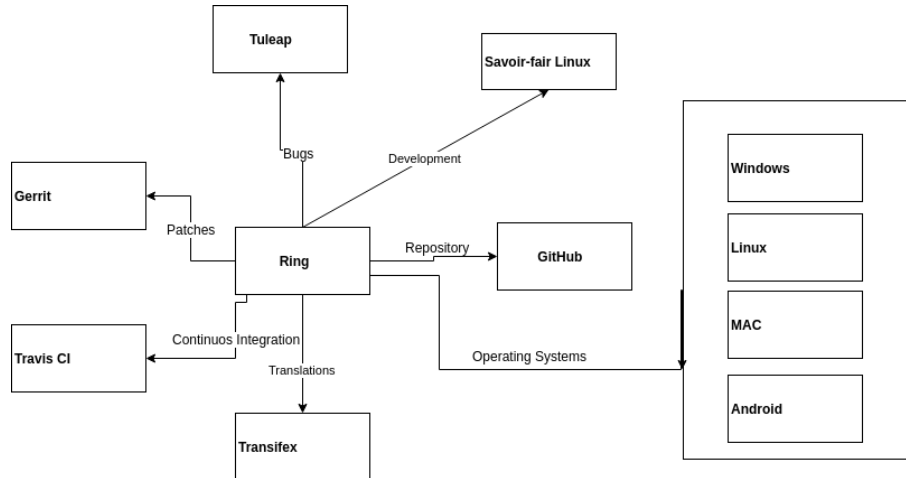 Tuleap
Savoir-fair Linux
Bugs
Development
Windows
Gerrit
Patches
Ring
Repository
GitHub
Linux
MAC
Travis CI
Continuos Integration
Operating Systems
Translations
Android
Transifex